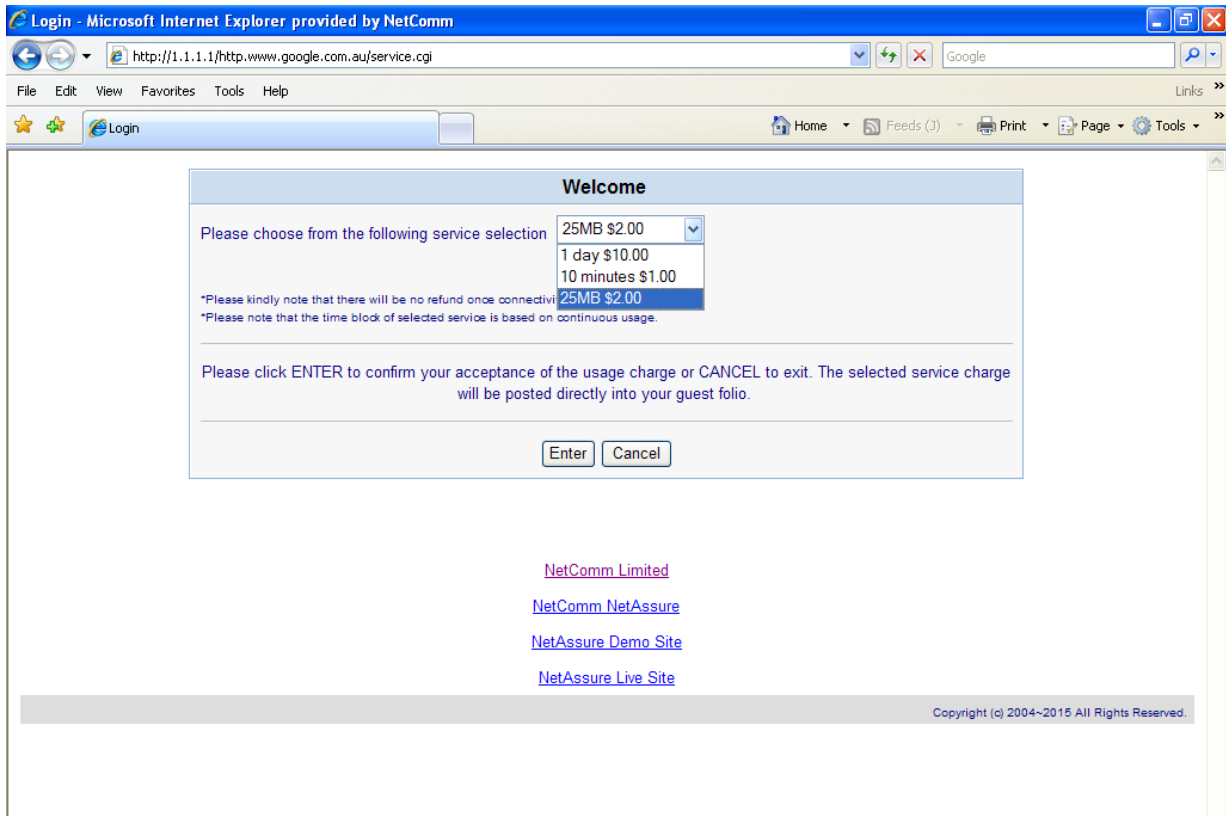 Login - Microsoft Internet Explorer provided by NetComm
http://1.1.1.1/http.www.google.com.au/service.cgi
Google
File Edit View Favorites Tools Help
Links »
Login
Home Feeds (J) Print Page Tools »
Welcome
Please choose from the following service selection 25MB $2.00
1 day $10.00
10 minutes $1.00
25MB $2.00
*Please kindly note that there will be no refund once
*Please note that the time block of selected service is based on continuous usage.
Please click ENTER to confirm your acceptance of the usage charge or CANCEL to exit. The selected service charge
will be posted directly into your guest folio.
Enter Cancel
NetComm Limited
NetComm NetAssure
NetAssure Demo Site
NetAssure Live Site
Copyright (c) 2004~2015 All Rights Reserved.